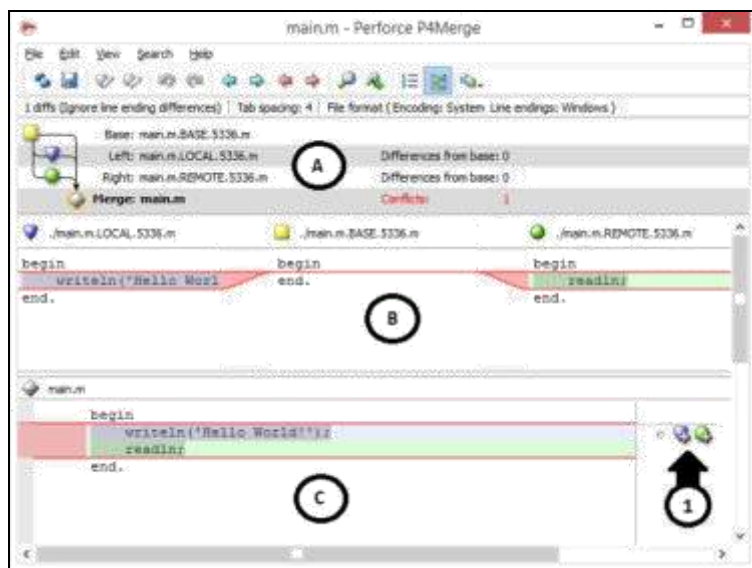 main.m - Perforce P4Merge
File Edit View Search Help
1 diffs (Ignore line ending differences) | Tab spacing: 4 | File format (Encoding: System Line endings: Windows)
Base: main.m.BASE.5336.m
Left: main.m.LOCAL.5336.m Differences from base: 0
Right: main.m.REMOTE.5336.m Differences from base: 0
Merge: main.m Conflicts: 1
A
./main.m.LOCAL.5336.m ./main.m.BASE.5336.m ./main.m.REMOTE.5336.m
begin begin begin
writeln('Hello Worl end. readln;
end. end.
B
main.m
begin
writeln('Hello World!');
readln;
end.
C
1